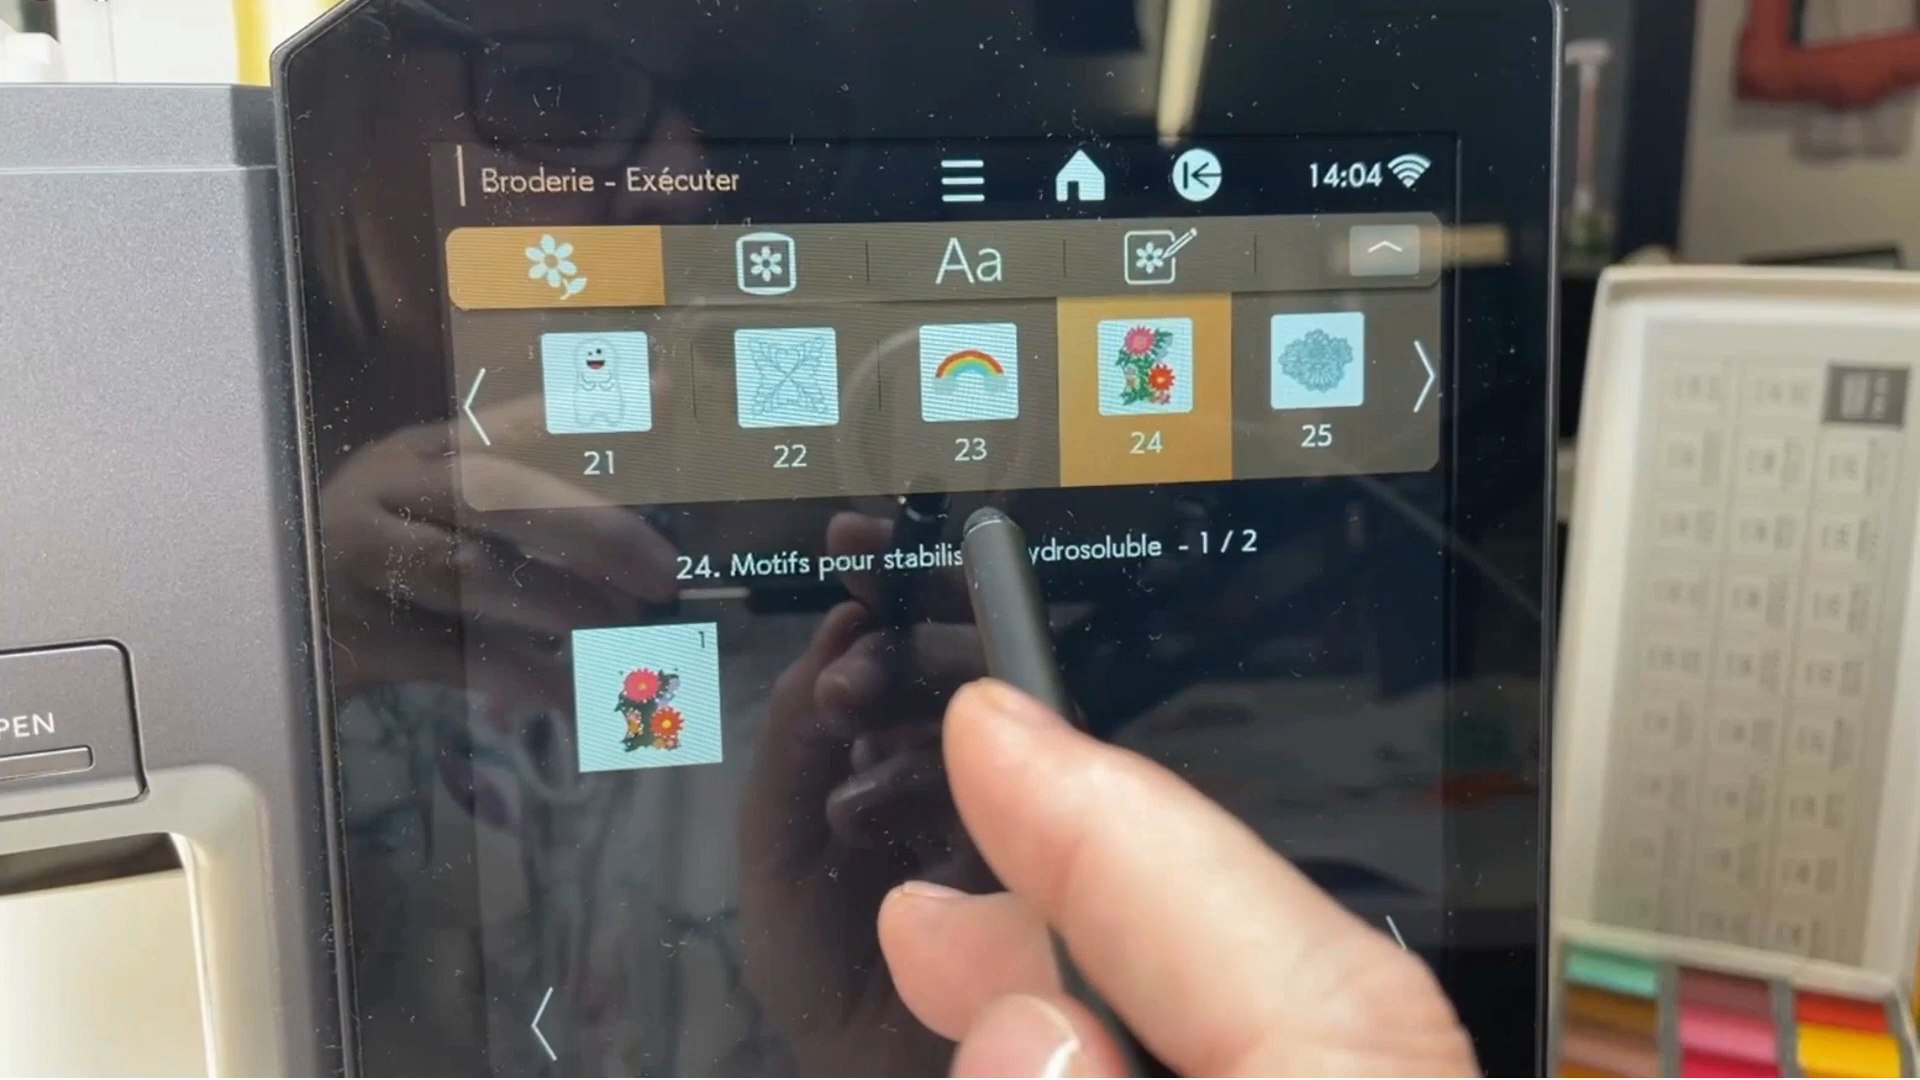 Broderie - Exécuter
14:04
Aa
21
22
23
24
25
24. Motifs pour stabilis ydrosoluble - 1 / 2
1
PEN